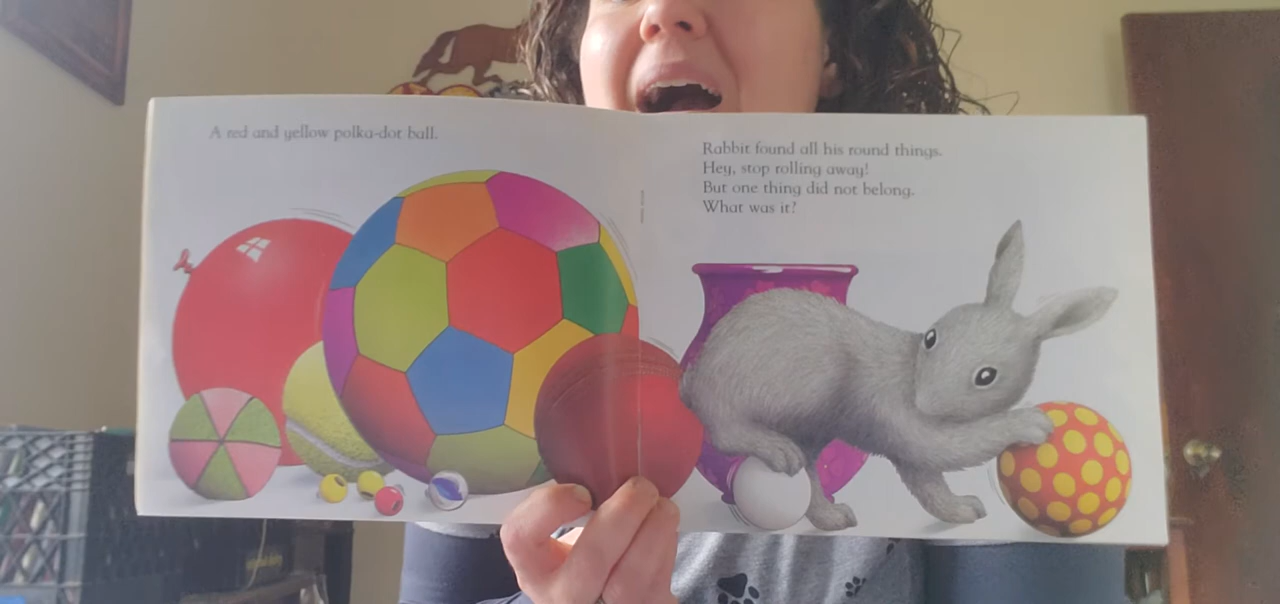 A red and yellow polka-dot ball.
Rabbit found all his round things.
Hey, stop rolling away!
But one thing did not belong.
What was it?